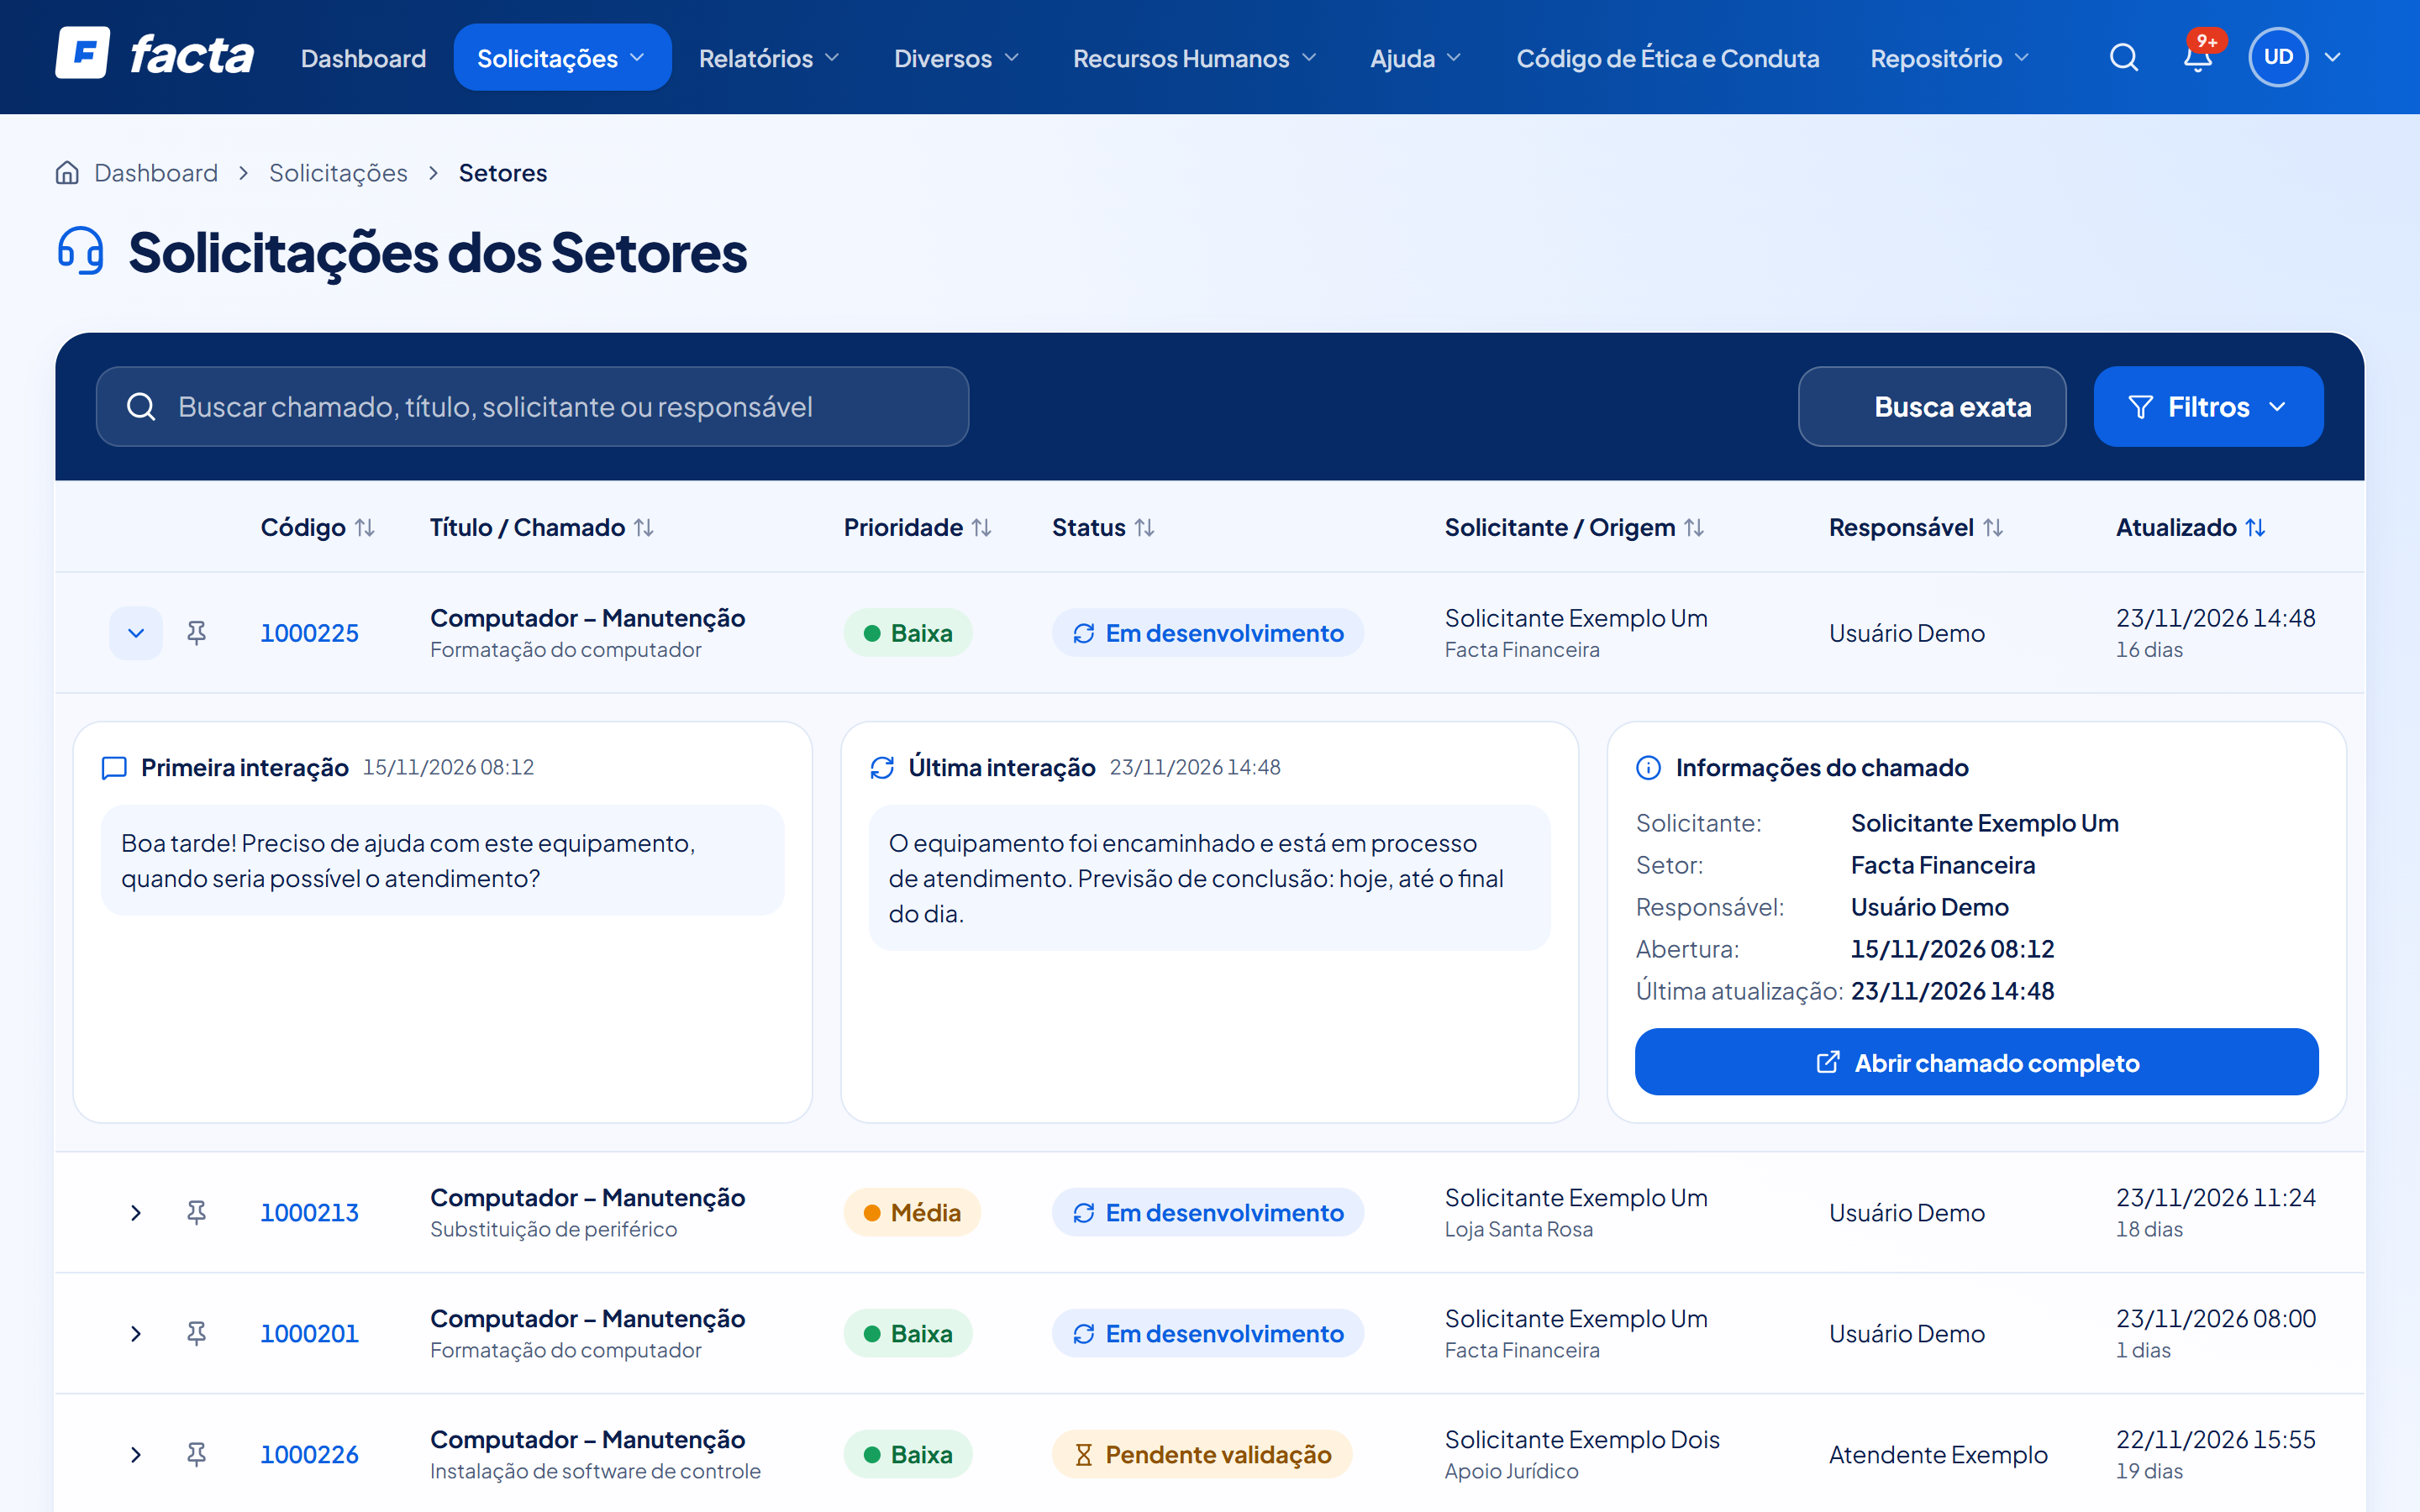 F facta Dashboard Solicitações Relatórios Diversos Recursos Humanos Ajuda Código de Ética e Conduta Repositório 9+ UD
Dashboard Solicitações Setores
Solicitações dos Setores
Buscar chamado, título, solicitante ou responsável Busca exata Filtros
Código Título / Chamado Prioridade Status Solicitante / Origem Responsável Atualizado
1000225 Computador – Manutenção Baixa Em desenvolvimento Solicitante Exemplo Um Usuário Demo 23/11/2026 14:48
Formatação do computador Facta Financeira 16 dias
Primeira interação 15/11/2026 08:12
Boa tarde! Preciso de ajuda com este equipamento,
quando seria possível o atendimento?
Última interação 23/11/2026 14:48
O equipamento foi encaminhado e está em processo
de atendimento. Previsão de conclusão: hoje, até o final
do dia.
Informações do chamado
Solicitante: Solicitante Exemplo Um
Setor: Facta Financeira
Responsável: Usuário Demo
Abertura: 15/11/2026 08:12
Última atualização: 23/11/2026 14:48
Abrir chamado completo
1000213 Computador – Manutenção Média Em desenvolvimento Solicitante Exemplo Um Usuário Demo 23/11/2026 11:24
Substituição de periférico Loja Santa Rosa 18 dias
1000201 Computador – Manutenção Baixa Em desenvolvimento Solicitante Exemplo Um Usuário Demo 23/11/2026 08:00
Formatação do computador Facta Financeira 1 dias
1000226 Computador – Manutenção Baixa Pendente validação Solicitante Exemplo Dois Atendente Exemplo 22/11/2026 15:55
Instalação de software de controle Apoio Jurídico 19 dias